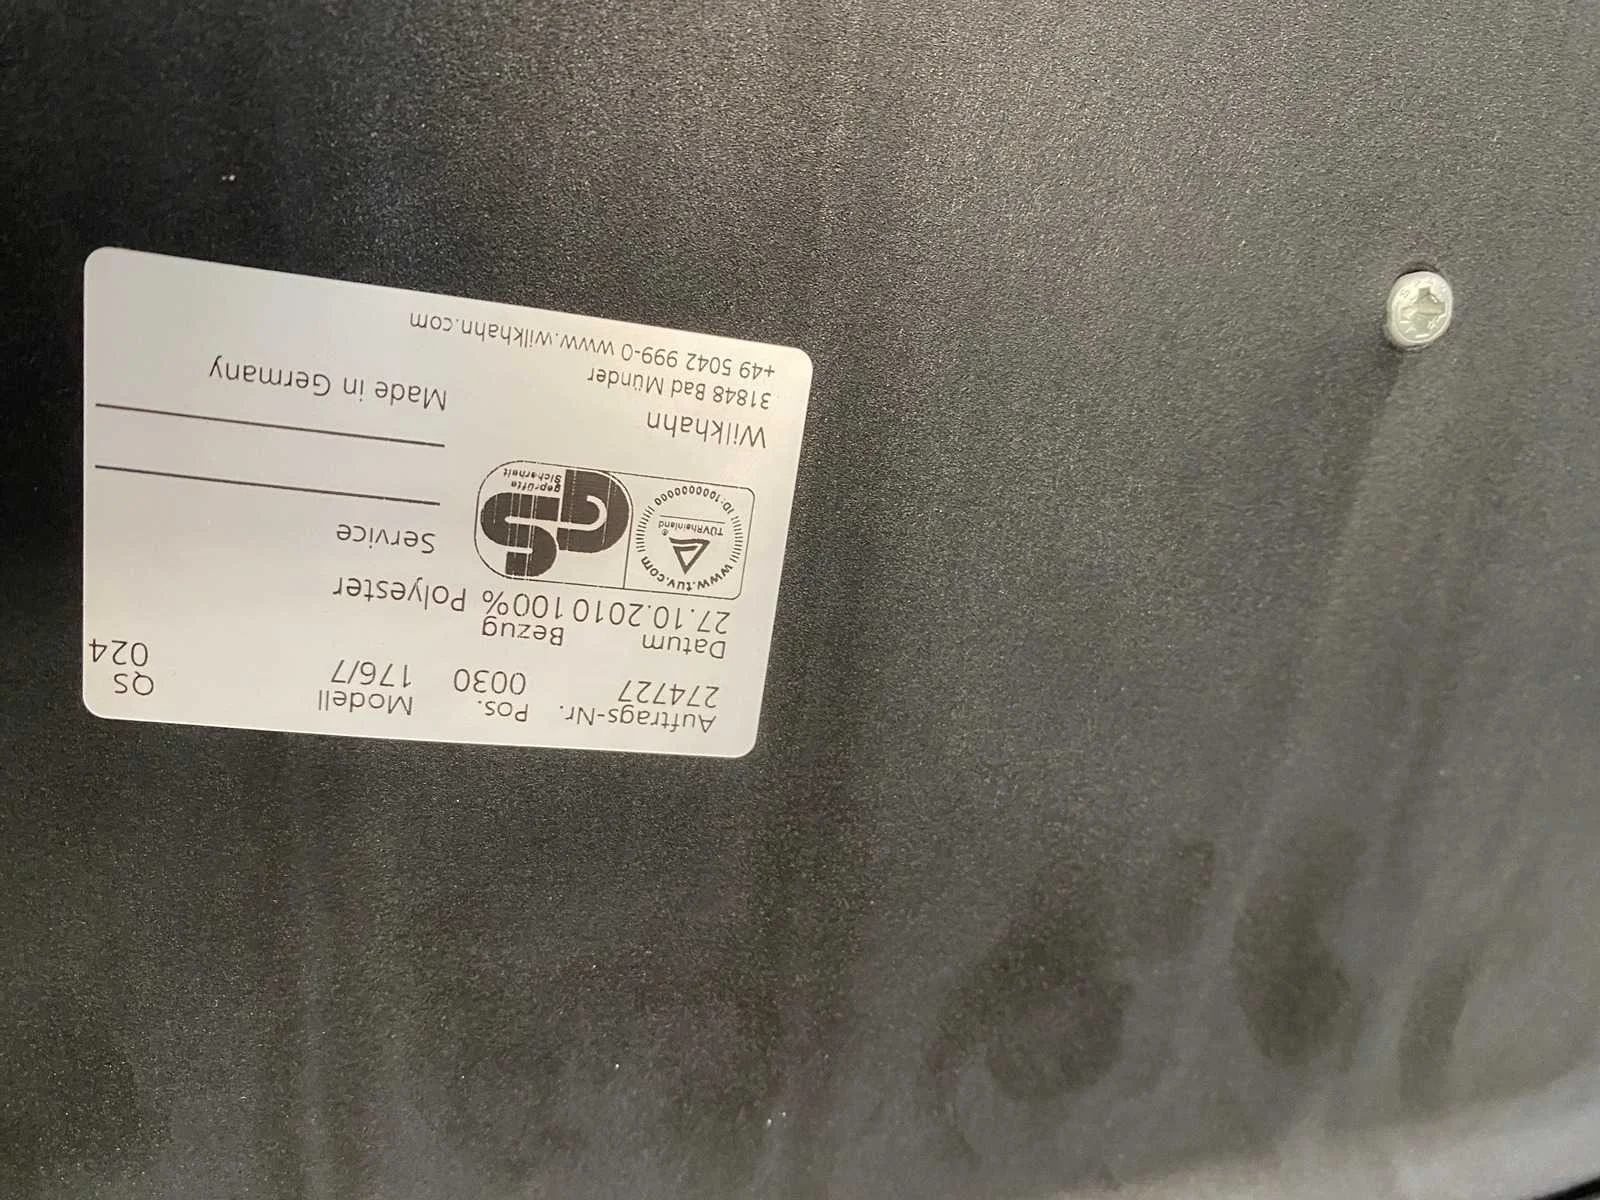 Auftrags-Nr. Pos. Modell QS
274727 0030 176/7 024
Datum Bezug
27.10.2010 100% Polyester
www.tuv.com
TÜVRheinland®
ID:1000000000
geprüfte
Sicherheit
Service
Wilkhahn
31848 Bad Münder
+49 5042 999-0 www.wilkhahn.com
Made in Germany